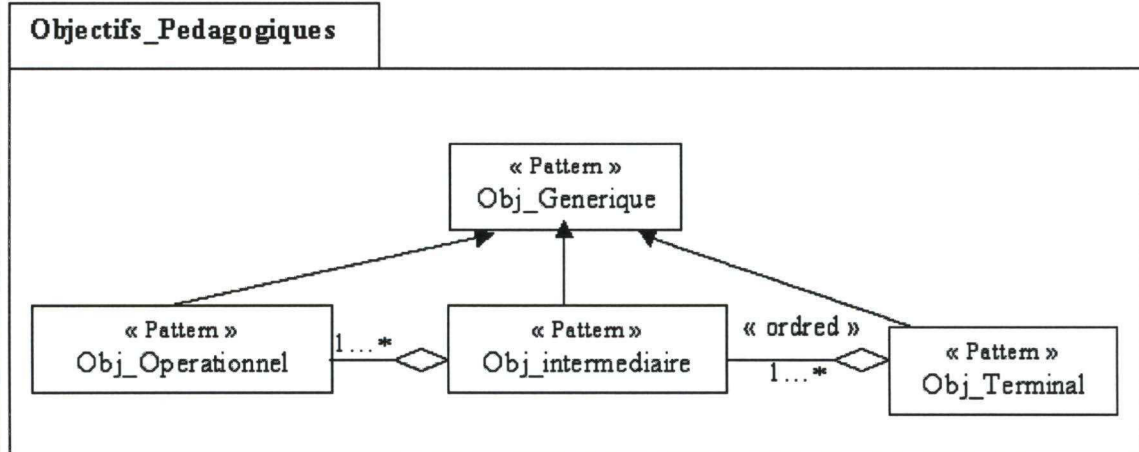 Objectifs_Pedagogiques
« Pattern »
Obj_Generique
« Pattern »
Obj_Operationnel
1...*
« Pattern »
Obj_intermediaire
« ordred »
1...*
« Pattern »
Obj_Terminal